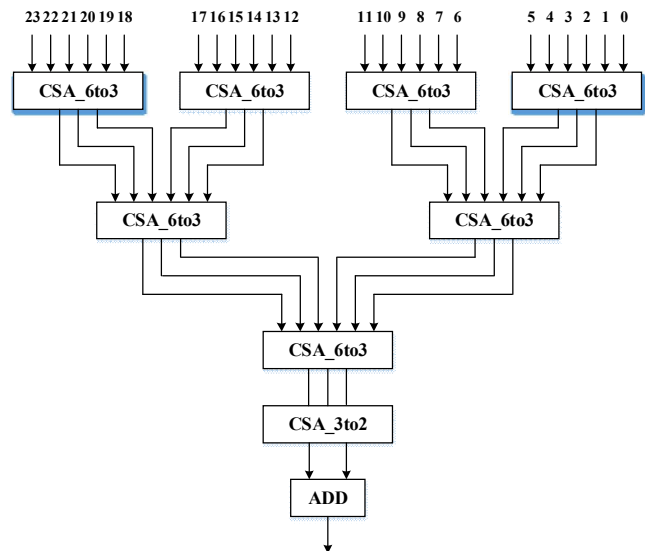 23 22 21 20 19 18 17 16 15 14 13 12 11 10 9 8 7 6 5 4 3 2 1 0
CSA_6to3 CSA_6to3 CSA_6to3 CSA_6to3
CSA_6to3 CSA_6to3
CSA_6to3
CSA_3to2
ADD